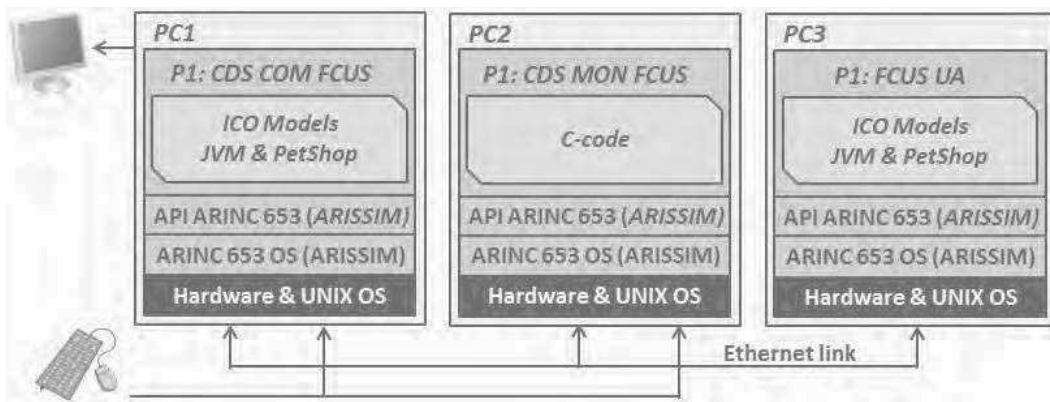 PC1
P1: CDS COM FCUS
ICO Models
JVM & PetShop
API ARINC 653 (ARISSIM)
ARINC 653 OS (ARISSIM)
Hardware & UNIX OS
PC2
P1: CDS MON FCUS
C-code
API ARINC 653 (ARISSIM)
ARINC 653 OS (ARISSIM)
Hardware & UNIX OS
PC3
P1: FCUS UA
ICO Models
JVM & PetShop
API ARINC 653 (ARISSIM)
ARINC 653 OS (ARISSIM)
Hardware & UNIX OS
Ethernet link